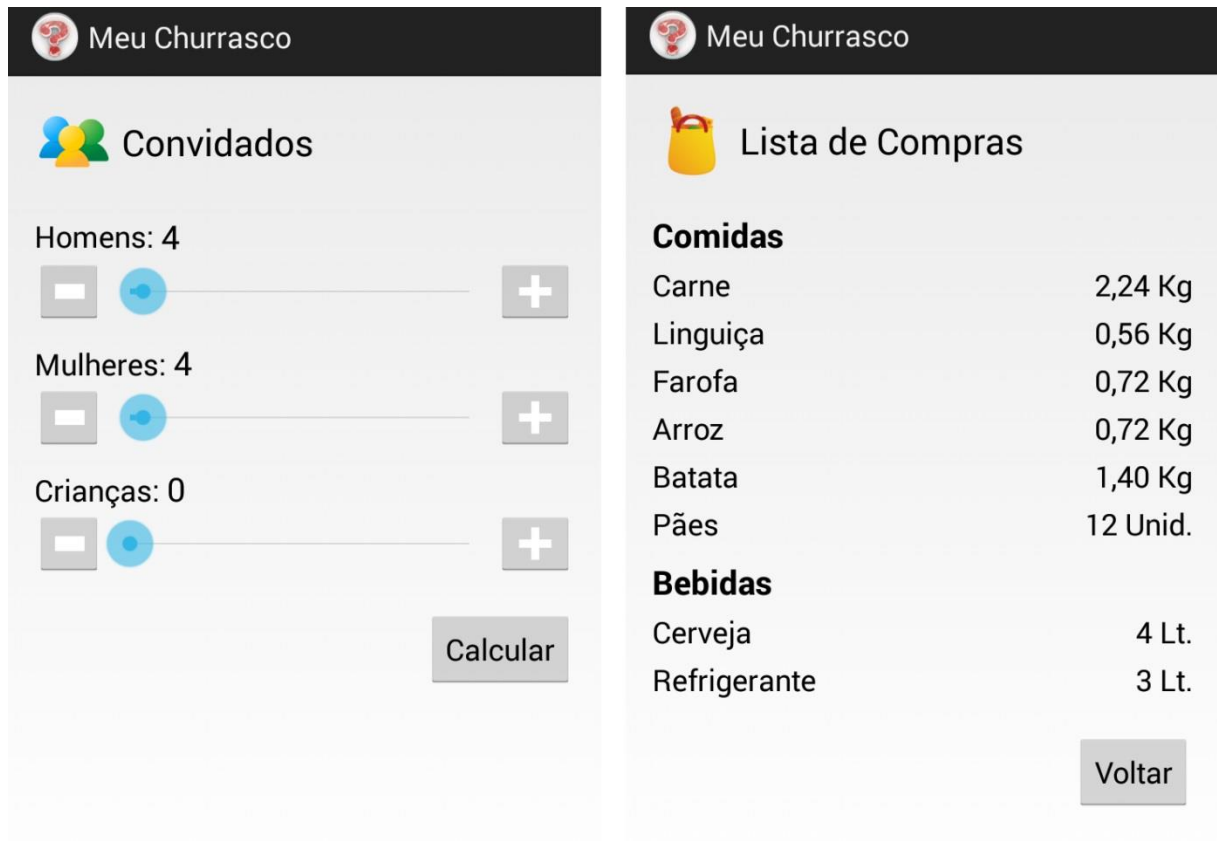 Meu Churrasco
Convidados
Homens: 4
Mulheres: 4
Crianças: 0
Calcular
Meu Churrasco
Lista de Compras
Comidas
Carne 2,24 Kg
Linguiça 0,56 Kg
Farofa 0,72 Kg
Arroz 0,72 Kg
Batata 1,40 Kg
Pães 12 Unid.
Bebidas
Cerveja 4 Lt.
Refrigerante 3 Lt.
Voltar